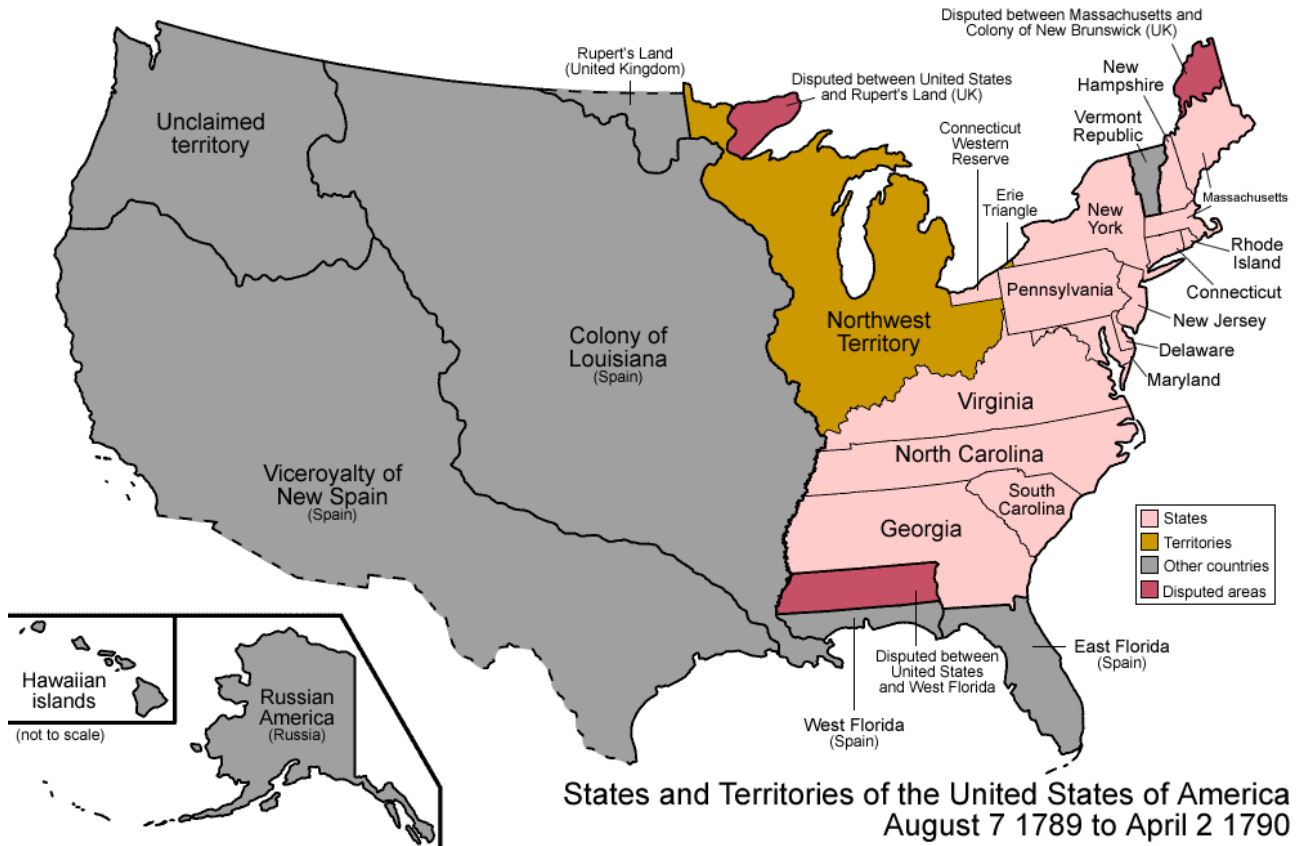 Disputed between Massachusetts and
Colony of New Brunswick (UK)
Rupert's Land
(United Kingdom)
Disputed between United States
and Rupert's Land (UK)
New
Hampshire
Vermont
Republic
Connecticut
Western
Reserve
Erie
Triangle
Unclaimed
territory
New
York
Massachusetts
Rhode
Island
Connecticut
Pennsylvania
New Jersey
Delaware
Maryland
Northwest
Territory
Colony of
Louisiana
(Spain)
Virginia
North Carolina
South
Carolina
Georgia
Viceroyalty of
New Spain
(Spain)
States
Territories
Other countries
Disputed areas
East Florida
(Spain)
Disputed between
United States
and West Florida
West Florida
(Spain)
Hawaiian
islands
(not to scale)
Russian
America
(Russia)
States and Territories of the United States of America
August 7 1789 to April 2 1790